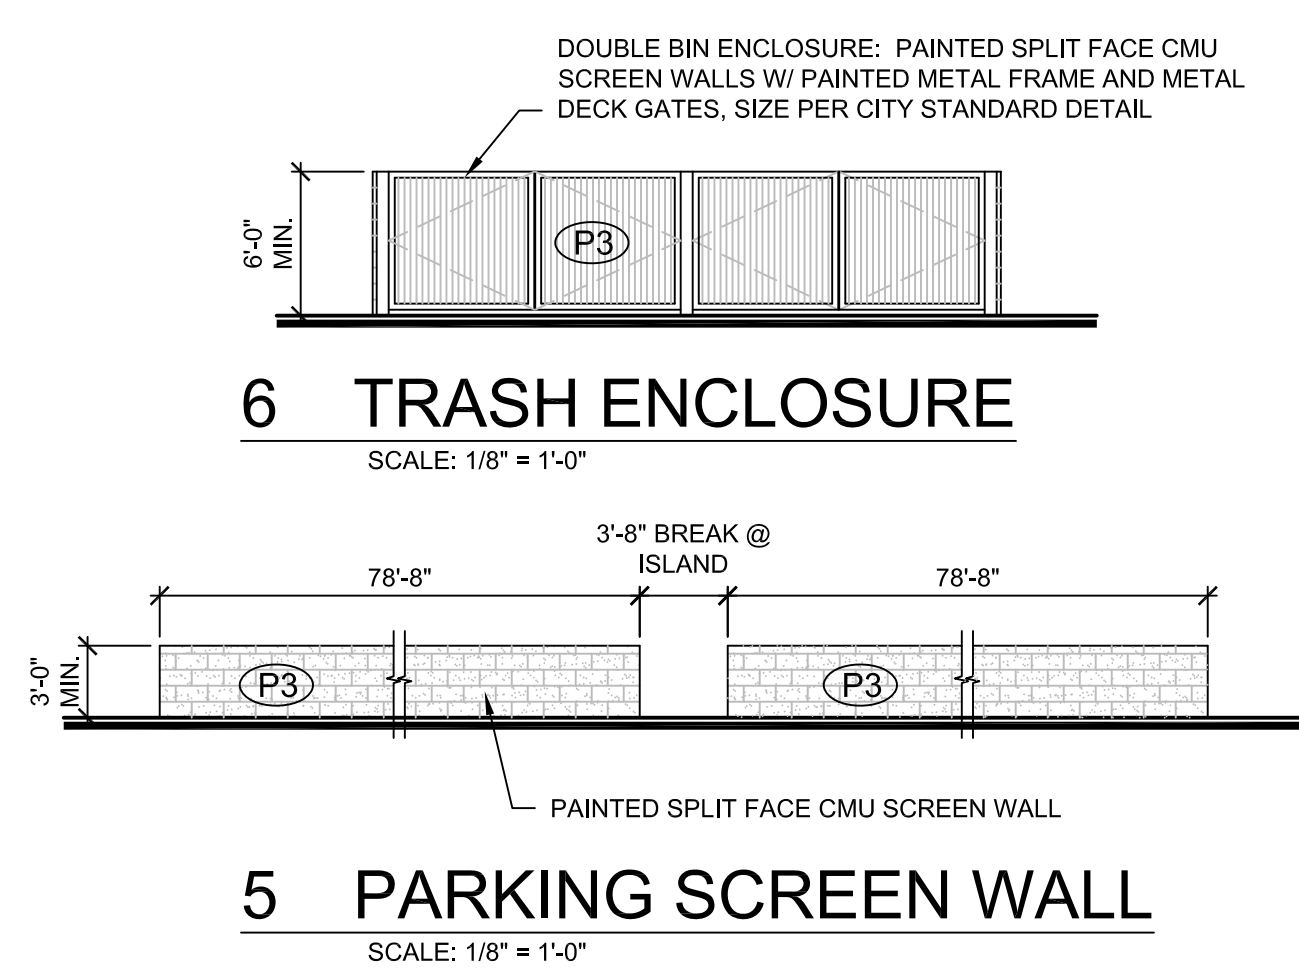 DOUBLE BIN ENCLOSURE: PAINTED SPLIT FACE CMU
SCREEN WALLS W/ PAINTED METAL FRAME AND METAL
DECK GATES, SIZE PER CITY STANDARD DETAIL
6'-0"
MIN.
P3
6 TRASH ENCLOSURE
SCALE: 1/8" = 1'-0"
3'-8" BREAK @
ISLAND
78'-8"
78'-8"
3'-0"
MIN.
P3
P3
PAINTED SPLIT FACE CMU SCREEN WALL
5 PARKING SCREEN WALL
SCALE: 1/8" = 1'-0"